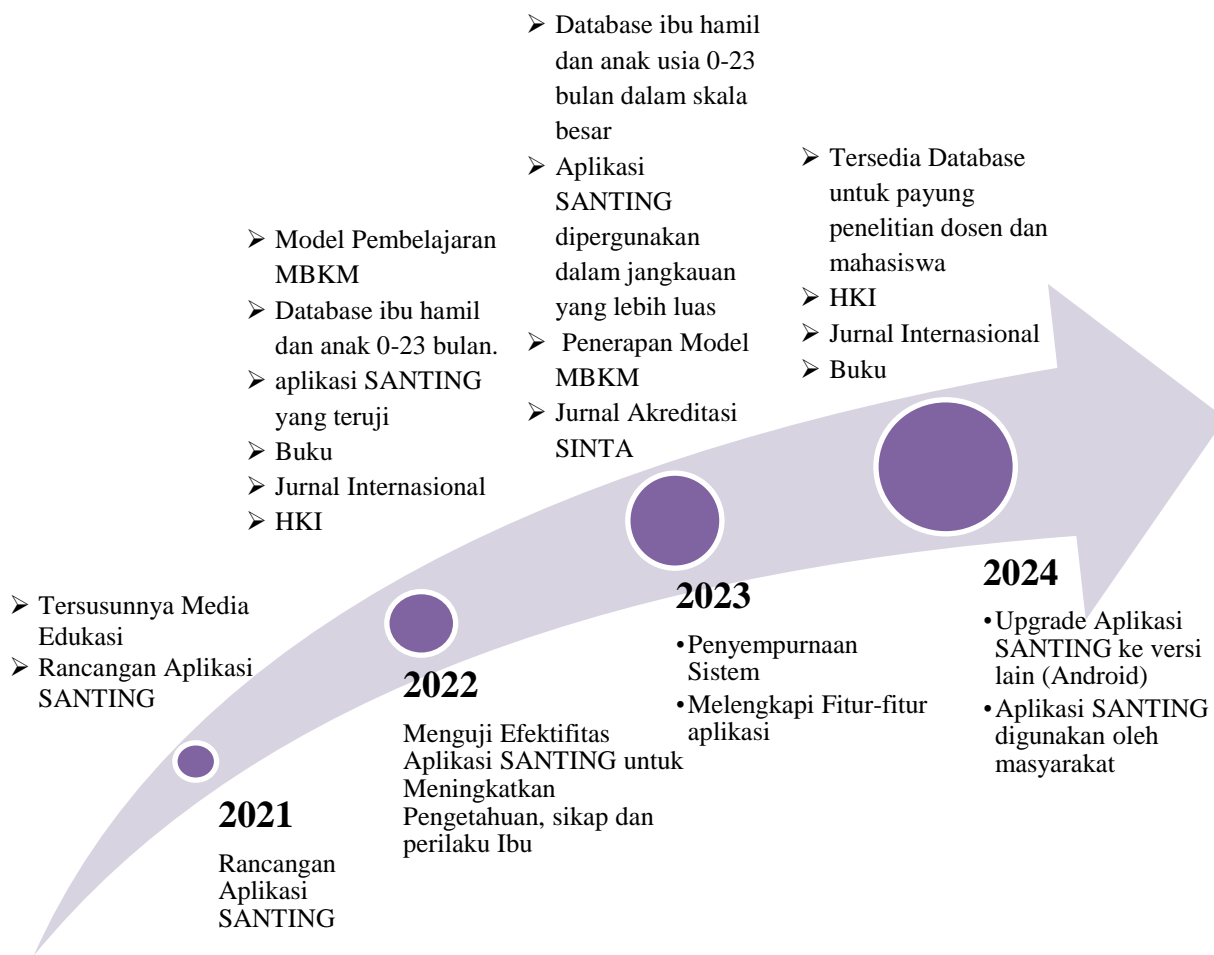 ➢ Tersusunnya Media
Edukasi
➢ Rancangan Aplikasi
SANTING
2021
Rancangan
Aplikasi
SANTING
➢ Model Pembelajaran
MBKM
➢ Database ibu hamil
dan anak 0-23 bulan.
➢ aplikasi SANTING
yang teruji
➢ Buku
➢ Jurnal Internasional
➢ HKI
2022
Menguji Efektifitas
Aplikasi SANTING untuk
Meningkatkan
Pengetahuan, sikap dan
perilaku Ibu
➢ Database ibu hamil
dan anak usia 0-23
bulan dalam skala
besar
➢ Aplikasi
SANTING
dipergunakan
dalam jangkauan
yang lebih luas
➢ Penerapan Model
MBKM
➢ Jurnal Akreditasi
SINTA
2023
•Penyempurnaan
Sistem
•Melengkapi Fitur-fitur
aplikasi
➢ Tersedia Database
untuk payung
penelitian dosen dan
mahasiswa
➢ HKI
➢ Jurnal Internasional
➢ Buku
2024
•Upgrade Aplikasi
SANTING ke versi
lain (Android)
•Aplikasi SANTING
digunakan oleh
masyarakat